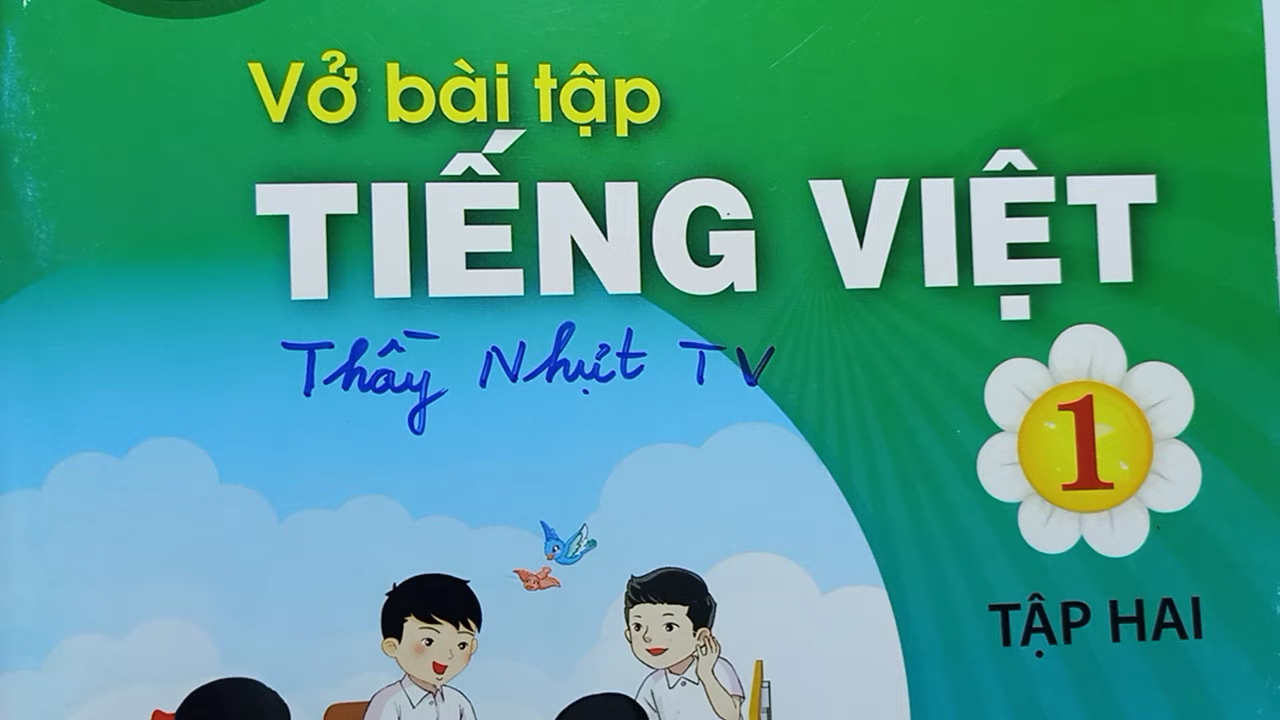 Vở bài tập
TIẾNG VIỆT
Thầy Nhựt TV
1
TẬP HAI